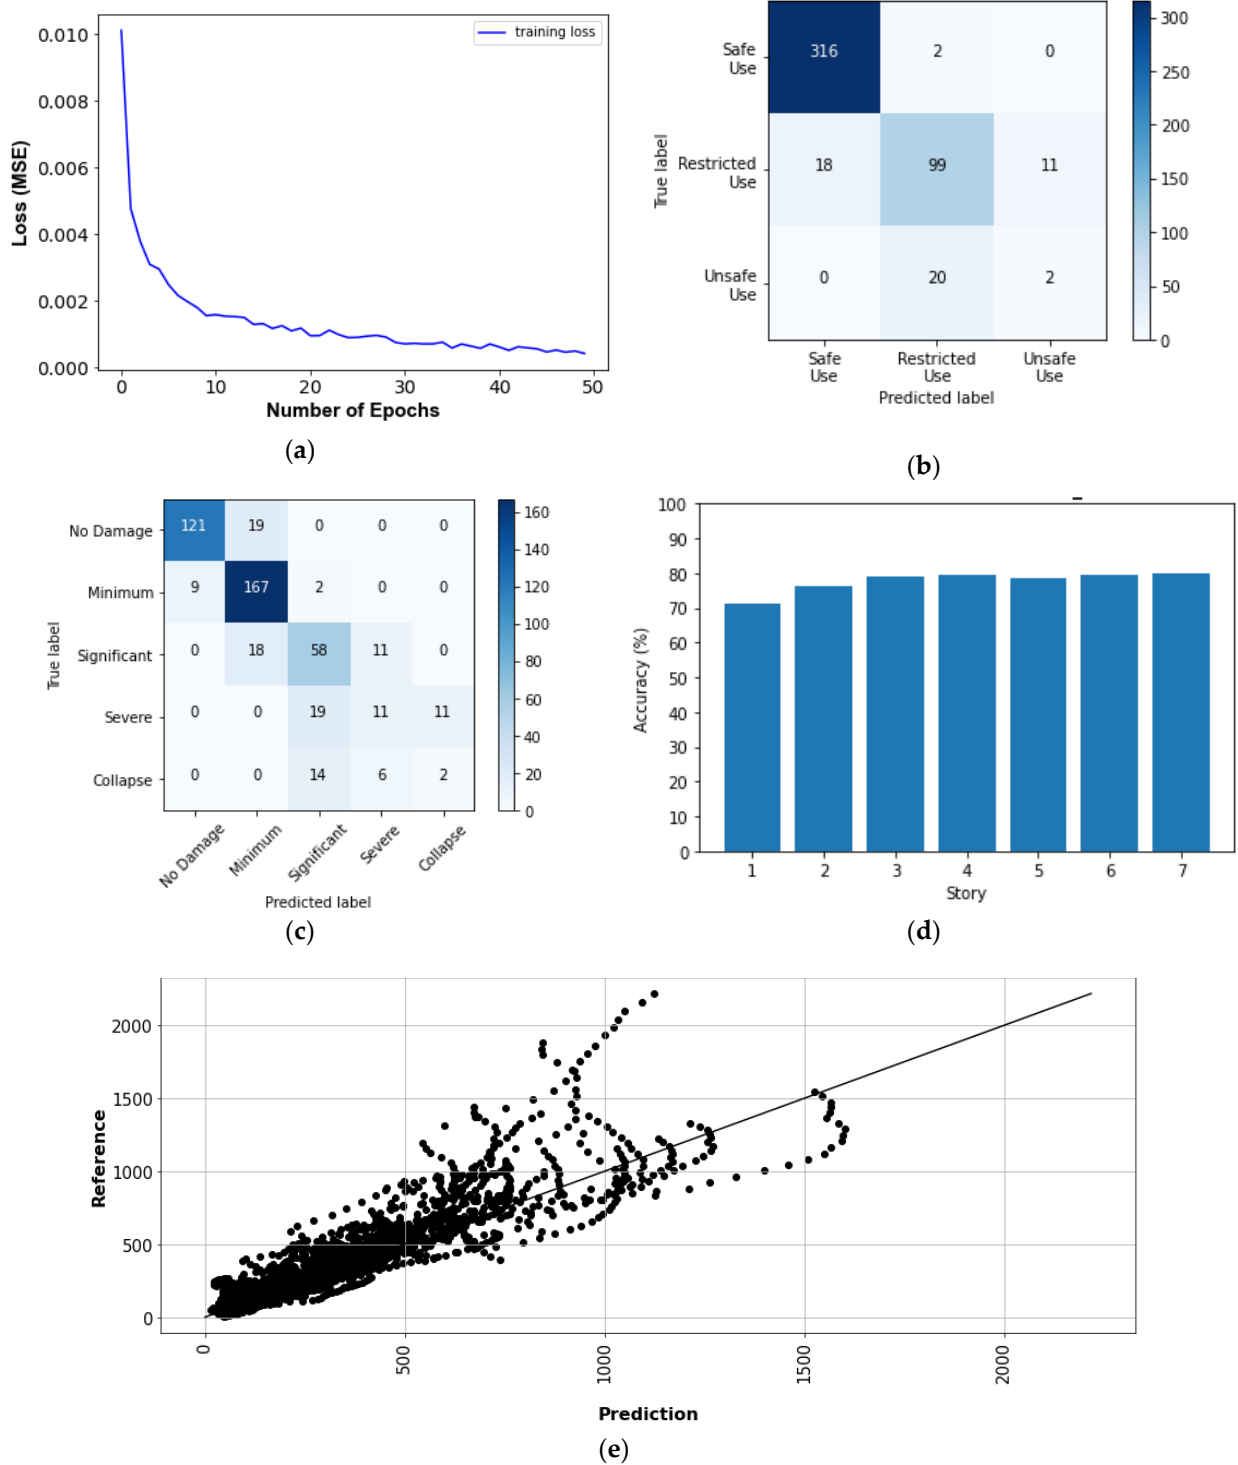 0.010
0.008
0.006
0.004
0.002
0.000
Loss (MSE)
training loss
0 10 20 30 40 50
Number of Epochs
(a)
Safe
Use
Restricted
Use
Unsafe
Use
True label
316 2 0
18 99 11
0 20 2
Safe
Use
Restricted
Use
Unsafe
Use
Predicted label
300
250
200
150
100
50
0
(b)
No Damage
Minimum
Significant
Severe
Collapse
True label
121 19 0 0 0
9 167 2 0 0
0 18 58 11 0
0 0 19 11 11
0 0 14 6 2
No Damage
Minimum
Significant
Severe
Collapse
Predicted label
160
140
120
100
80
60
40
20
0
(c)
100
90
80
70
60
50
40
30
20
10
0
Accuracy (%)
1 2 3 4 5 6 7
Story
(d)
2000
1500
1000
500
0
Reference
0 500 1000 1500 2000
Prediction
(e)